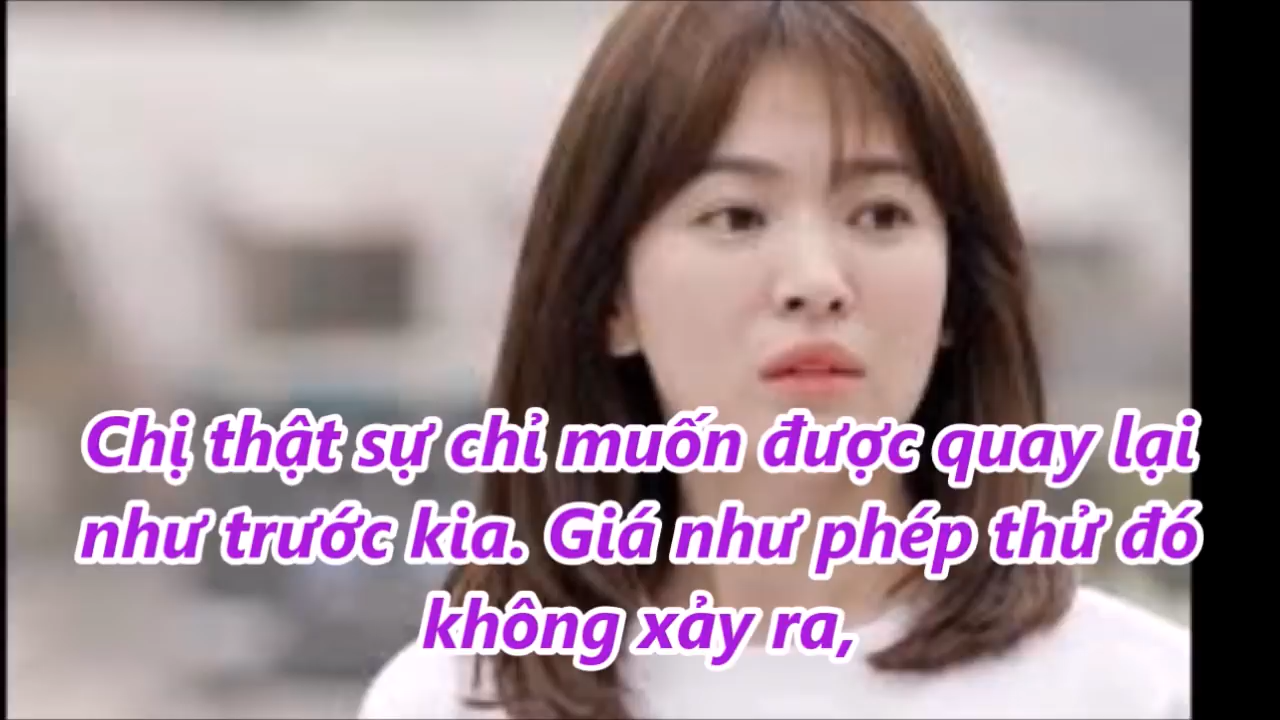 Chị thật sự chỉ muốn được quay lại
như trước kia. Giá như phép thử đó
không xảy ra,